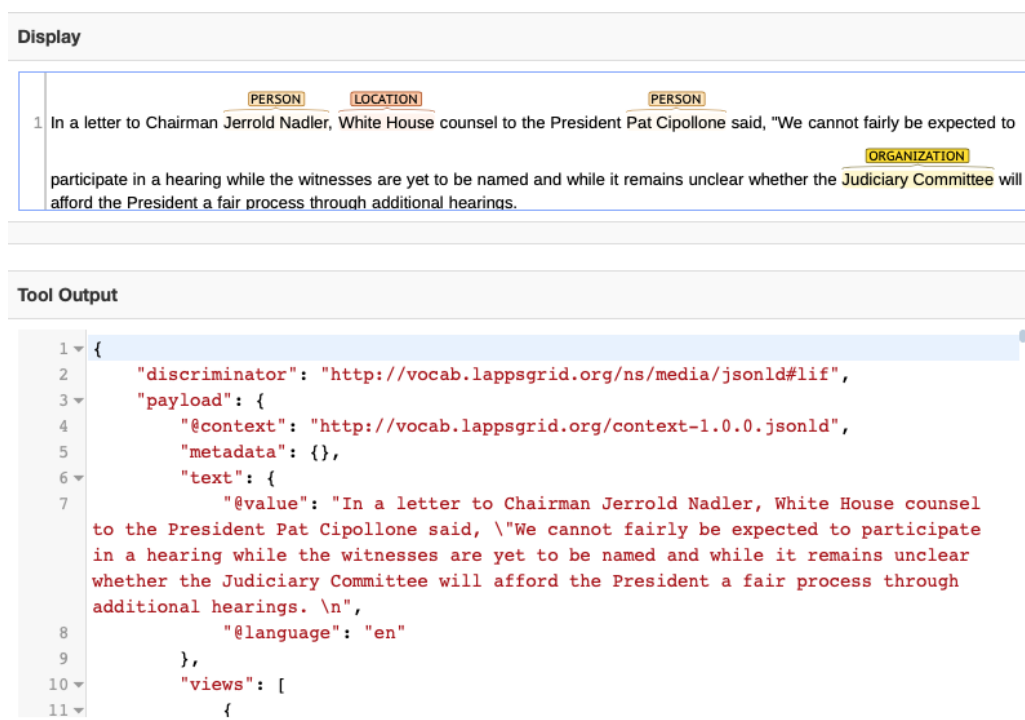 Display
PERSON LOCATION PERSON
1 In a letter to Chairman Jerrold Nadler, White House counsel to the President Pat Cipollone said, "We cannot fairly be expected to
ORGANIZATION
participate in a hearing while the witnesses are yet to be named and while it remains unclear whether the Judiciary Committee will
afford the President a fair process through additional hearings.
Tool Output
1 {
2 "discriminator": "http://vocab.lappsgrid.org/ns/media/jsonld#lif",
3 "payload": {
4 "@context": "http://vocab.lappsgrid.org/context-1.0.0.jsonld",
5 "metadata": {},
6 "text": {
7 "@value": "In a letter to Chairman Jerrold Nadler, White House counsel
to the President Pat Cipollone said, \"We cannot fairly be expected to participate
in a hearing while the witnesses are yet to be named and while it remains unclear
whether the Judiciary Committee will afford the President a fair process through
additional hearings. \n",
8 "@language": "en"
9 },
10 "views": [
11 {